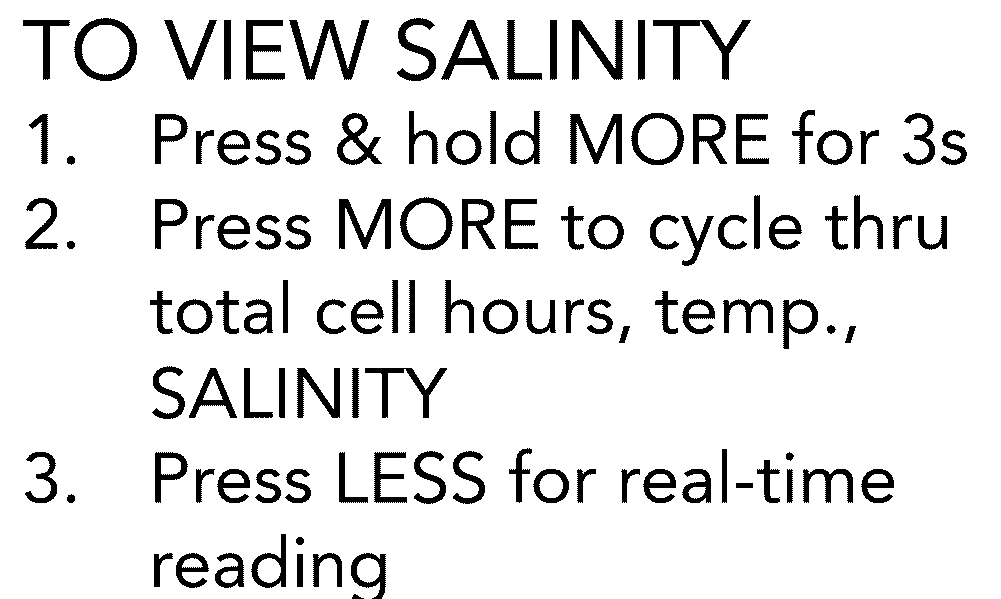 TO VIEW SALINITY
1. Press & hold MORE for 3s
2. Press MORE to cycle thru
total cell hours, temp.,
SALINITY
3. Press LESS for real-time
reading